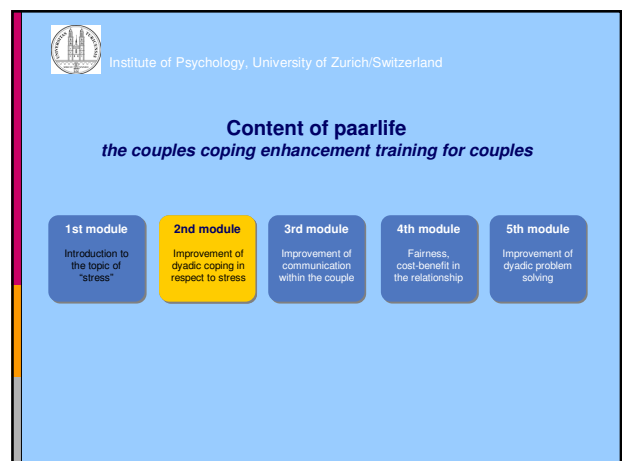 Institute of Psychology, University of Zurich/Switzerland
Content of paarlife
the couples coping enhancement training for couples
1st module
Introduction to
the topic of
"stress"
2nd module
Improvement of
dyadic coping in
respect to stress
3rd module
Improvement of
communication
within the couple
4th module
Fairness,
cost-benefit in
the relationship
5th module
Improvement of
dyadic problem
solving